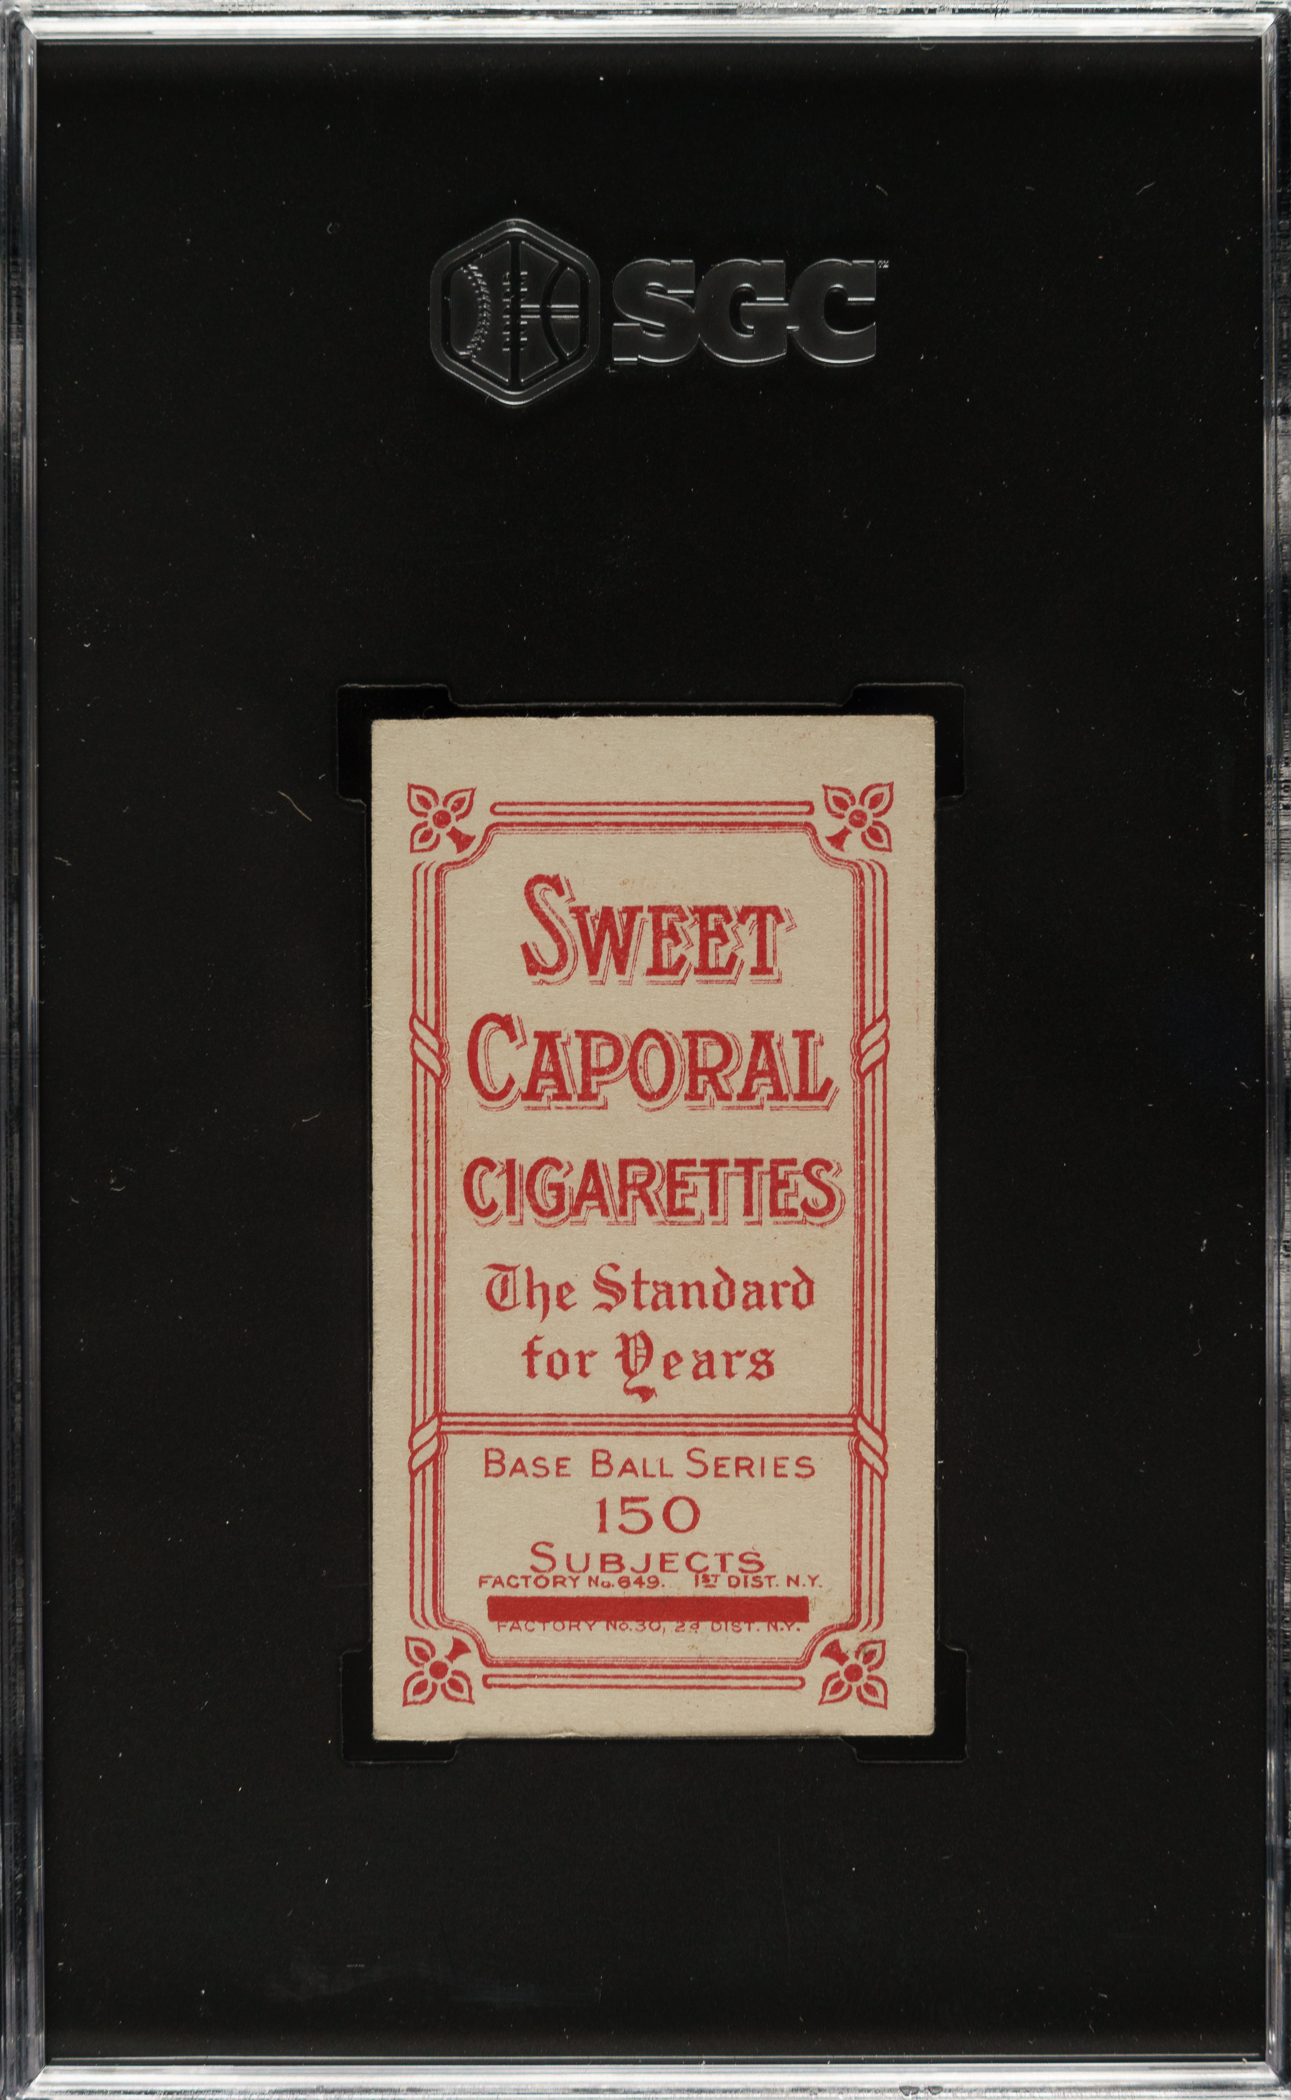 SGC
SWEET
CAPORAL
CIGARETTES
The Standard
for Years
BASE BALL SERIES
150
SUBJECTS
FACTORY No. 649. 1ST DIST. N.Y.
FACTORY No. 30, 2d DIST. N.Y.